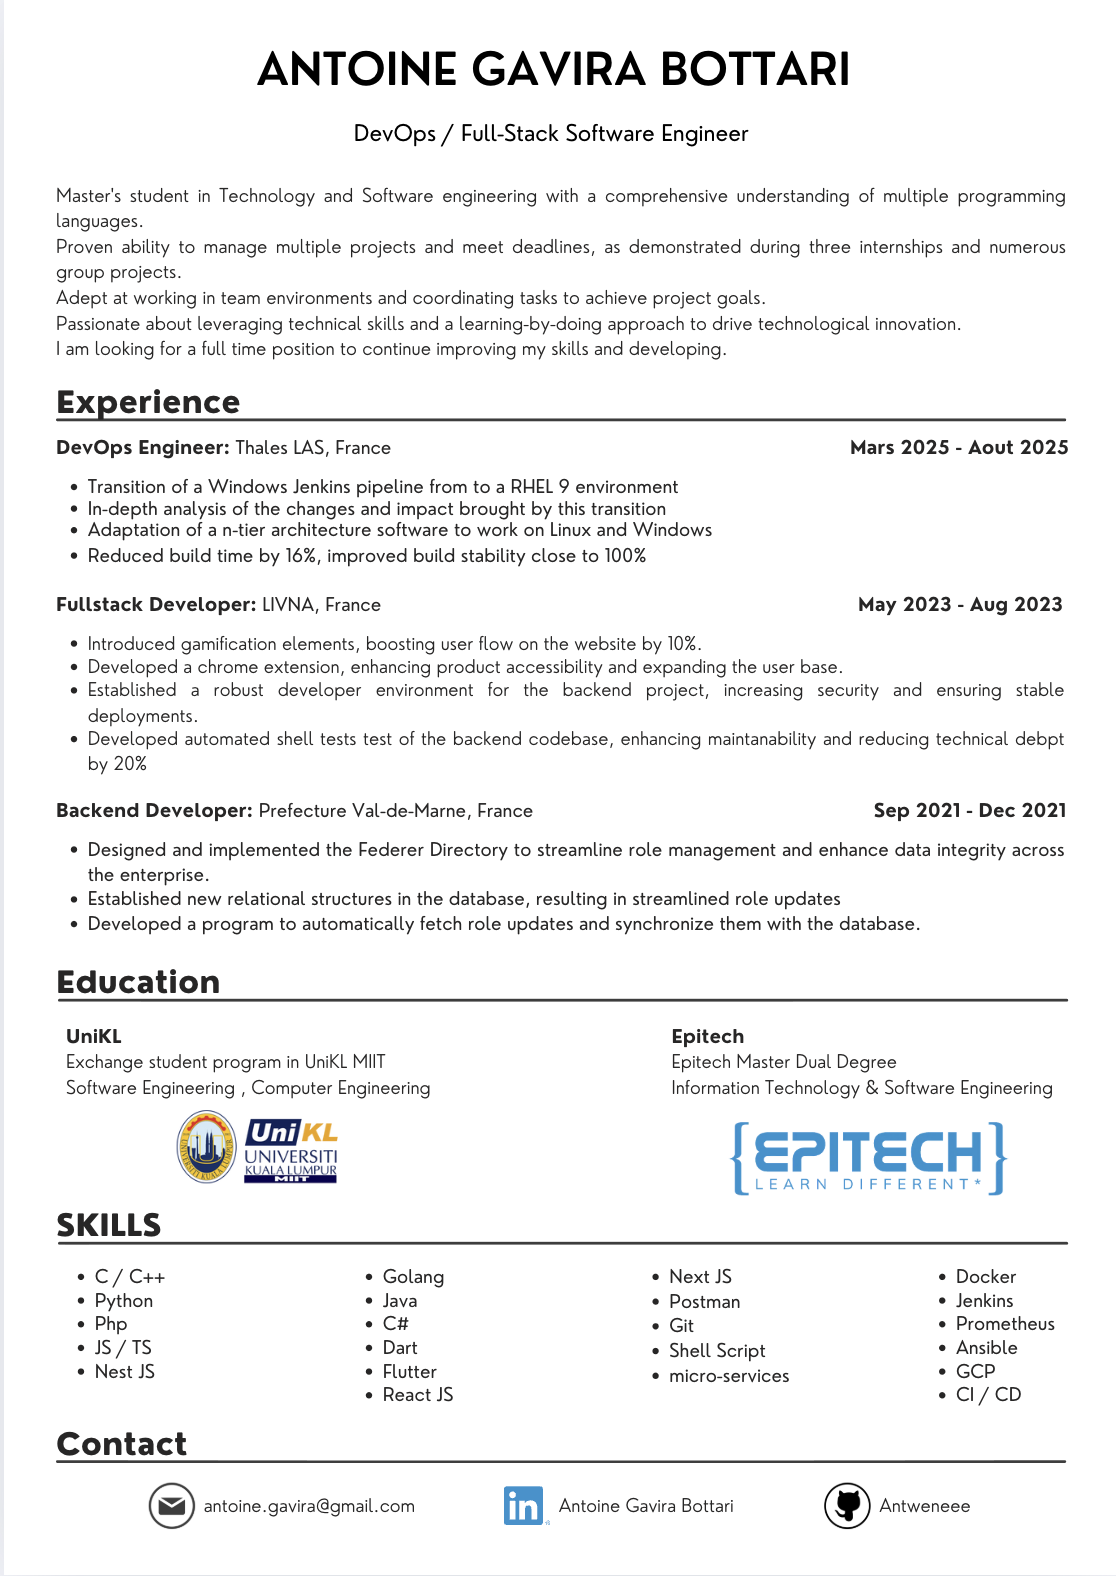 ANTOINE GAVIRA BOTTARI
DevOps / Full-Stack Software Engineer
Master's student in Technology and Software engineering with a comprehensive understanding of multiple programming
languages.
Proven ability to manage multiple projects and meet deadlines, as demonstrated during three internships and numerous
group projects.
Adept at working in team environments and coordinating tasks to achieve project goals.
Passionate about leveraging technical skills and a learning-by-doing approach to drive technological innovation.
I am looking for a full time position to continue improving my skills and developing.
Experience
DevOps Engineer: Thales LAS, France Mars 2025 - Aout 2025
• Transition of a Windows Jenkins pipeline from to a RHEL 9 environment
• In-depth analysis of the changes and impact brought by this transition
• Adaptation of a n-tier architecture software to work on Linux and Windows
• Reduced build time by 16%, improved build stability close to 100%
Fullstack Developer: LIVNA, France May 2023 - Aug 2023
• Introduced gamification elements, boosting user flow on the website by 10%.
• Developed a chrome extension, enhancing product accessibility and expanding the user base.
• Established a robust developer environment for the backend project, increasing security and ensuring stable
deployments.
• Developed automated shell tests test of the backend codebase, enhancing maintanability and reducing technical debpt
by 20%
Backend Developer: Prefecture Val-de-Marne, France Sep 2021 - Dec 2021
• Designed and implemented the Federer Directory to streamline role management and enhance data integrity across
the enterprise.
• Established new relational structures in the database, resulting in streamlined role updates
• Developed a program to automatically fetch role updates and synchronize them with the database.
Education
UniKL
Exchange student program in UniKL MIIT
Software Engineering , Computer Engineering
UNIVERSITI KUALA LUMPUR
UniKL
UNIVERSITI
KUALA LUMPUR
MIIT
Epitech
Epitech Master Dual Degree
Information Technology & Software Engineering
{EPITECH}
LEARN DIFFERENT*
SKILLS
• C / C++
• Python
• Php
• JS / TS
• Nest JS
• Golang
• Java
• C#
• Dart
• Flutter
• React JS
• Next JS
• Postman
• Git
• Shell Script
• micro-services
• Docker
• Jenkins
• Prometheus
• Ansible
• GCP
• CI / CD
Contact
antoine.gavira@gmail.com
in
Antoine Gavira Bottari
Antweneee